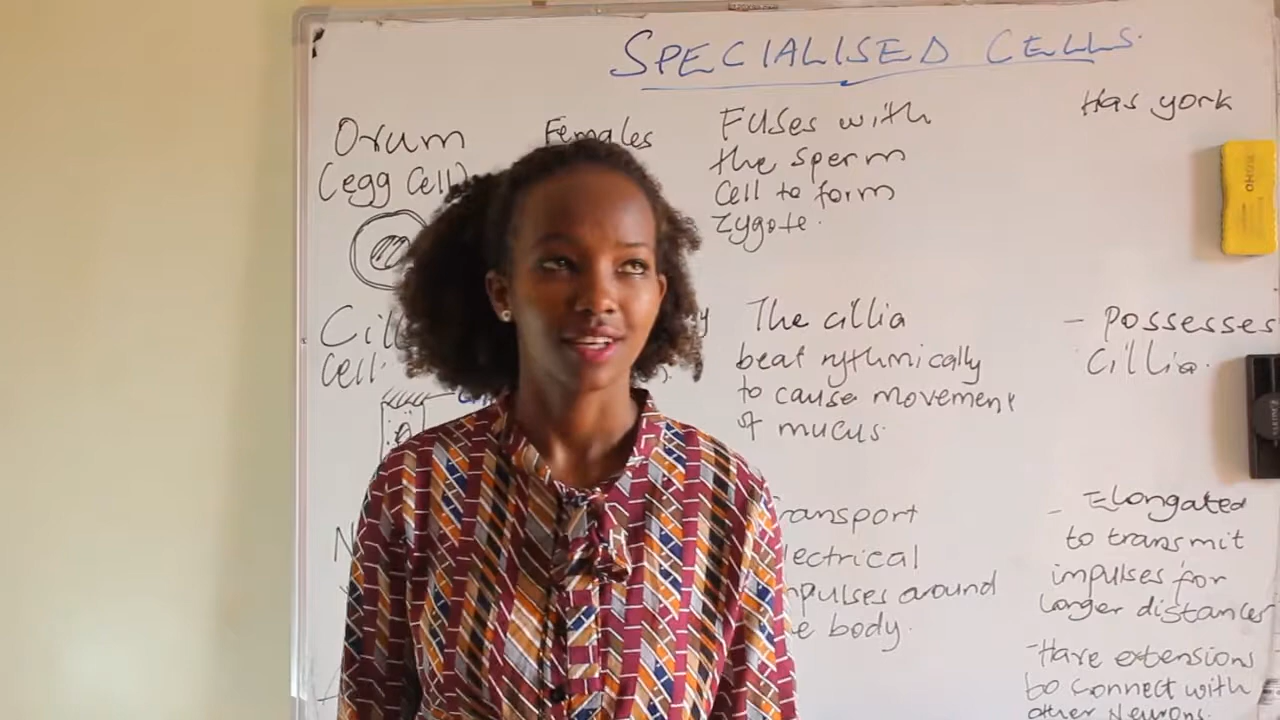 SPECIALISED CELLS.
Ovum
(egg cell)
Females
Fuses with
the sperm
cell to form
zygote.
Has york
cell.
The cillia
beat rythmically
to cause movement
of mucus.
- Possesses
cillia.
ransport
lectrical
mpulses around
e body.
- Elongated
to transmit
impulses for
longer distances
- Have extensions
to connect with
other Neurons.